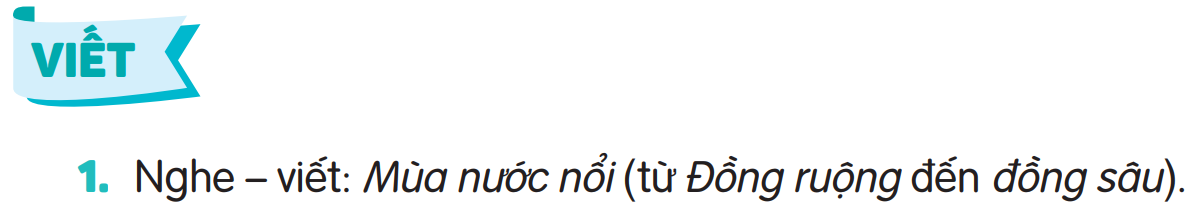 VIẾT
1. Nghe – viết: Mùa nước nổi (từ Đồng ruộng đến đồng sâu).